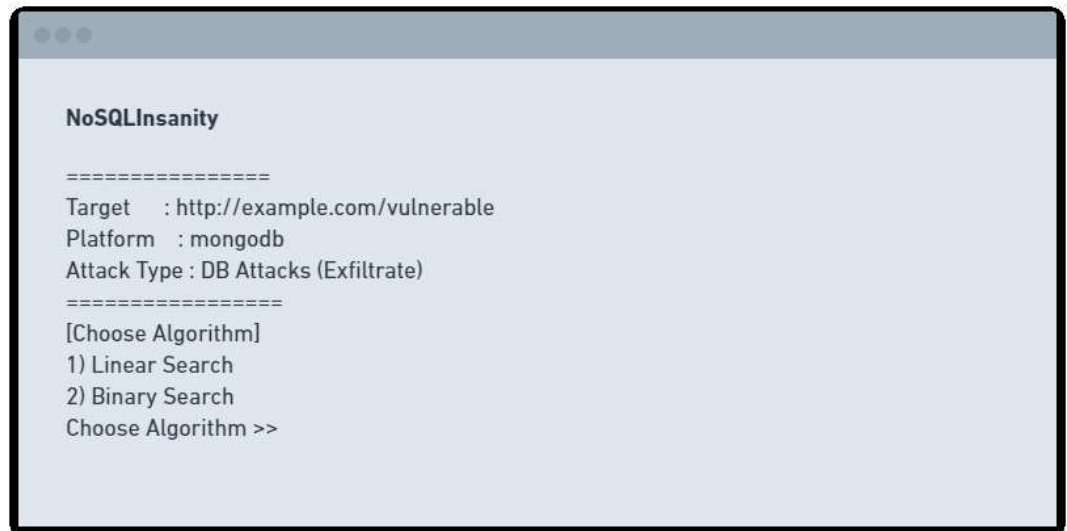 NoSQLInsanity
================
Target : http://example.com/vulnerable
Platform : mongodb
Attack Type : DB Attacks (Exfiltrate)
=================
[Choose Algorithm]
1) Linear Search
2) Binary Search
Choose Algorithm >>